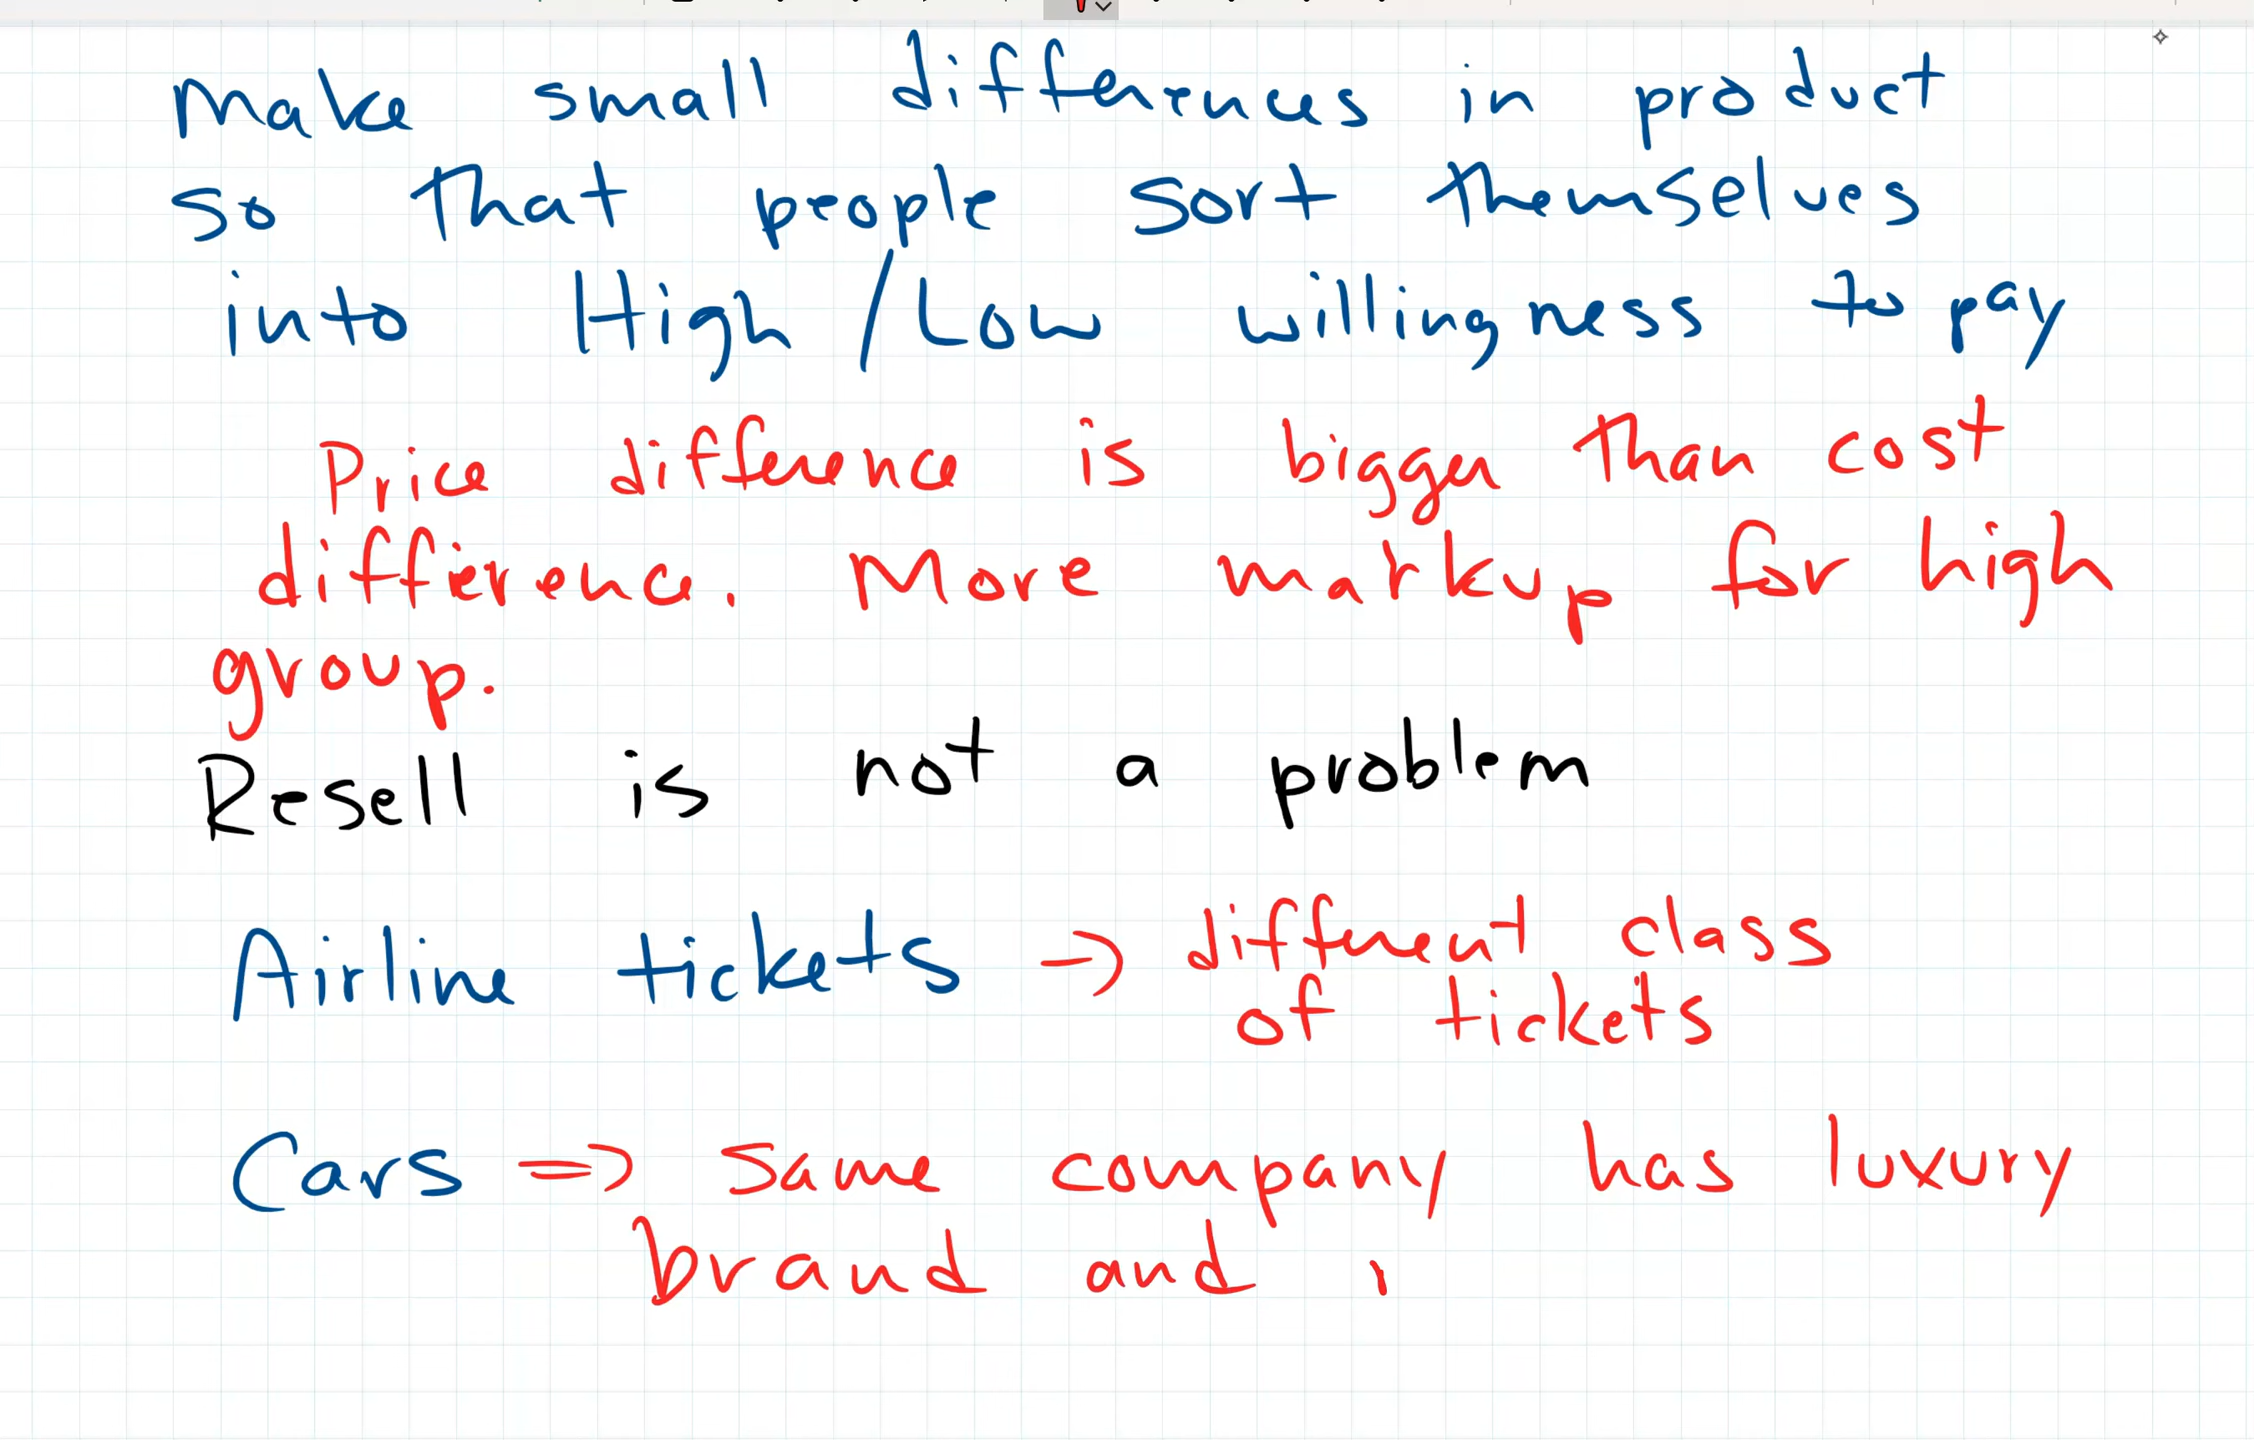 Make small differences in product
so that people sort themselves
into High/Low willingness to pay
Price difference is bigger than cost
difference. More markup for high
group.
Resell is not a problem
Airline tickets → different class
of tickets
Cars ⇒ same company has luxury
brand and